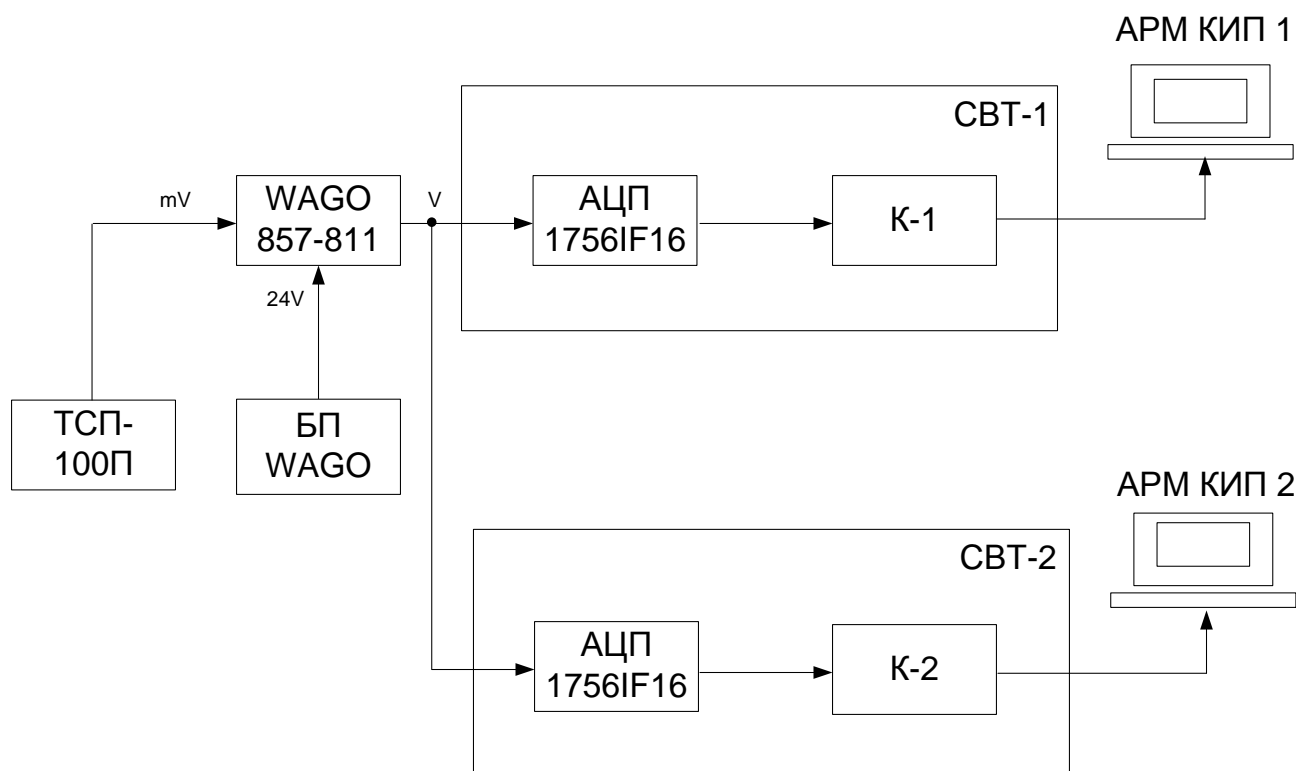 АРМ КИП 1
СВТ-1
mV
WAGO
857-811
V
АЦП
1756IF16
К-1
24V
ТСП-
100П
БП
WAGO
АРМ КИП 2
СВТ-2
АЦП
1756IF16
К-2